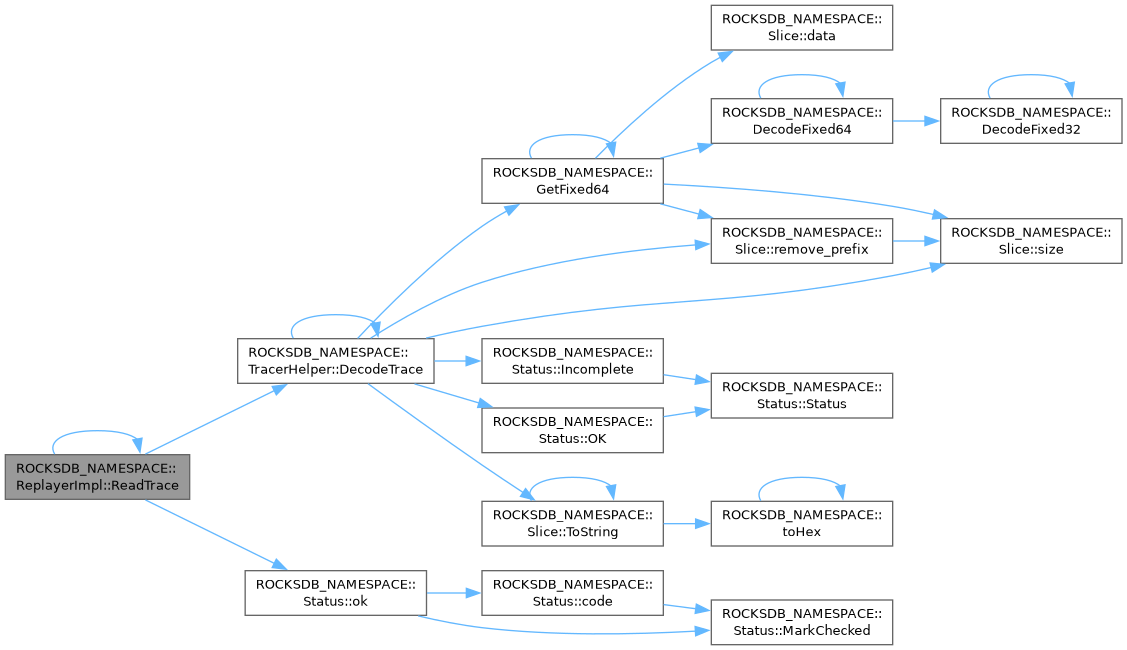 ROCKSDB_NAMESPACE::
Slice::data
ROCKSDB_NAMESPACE::
DecodeFixed64
ROCKSDB_NAMESPACE::
DecodeFixed32
ROCKSDB_NAMESPACE::
GetFixed64
ROCKSDB_NAMESPACE::
Slice::remove_prefix
ROCKSDB_NAMESPACE::
Slice::size
ROCKSDB_NAMESPACE::
TracerHelper::DecodeTrace
ROCKSDB_NAMESPACE::
Status::Incomplete
ROCKSDB_NAMESPACE::
Status::Status
ROCKSDB_NAMESPACE::
Status::OK
ROCKSDB_NAMESPACE::
ReplayerImpl::ReadTrace
ROCKSDB_NAMESPACE::
Slice::ToString
ROCKSDB_NAMESPACE::
toHex
ROCKSDB_NAMESPACE::
Status::ok
ROCKSDB_NAMESPACE::
Status::code
ROCKSDB_NAMESPACE::
Status::MarkChecked